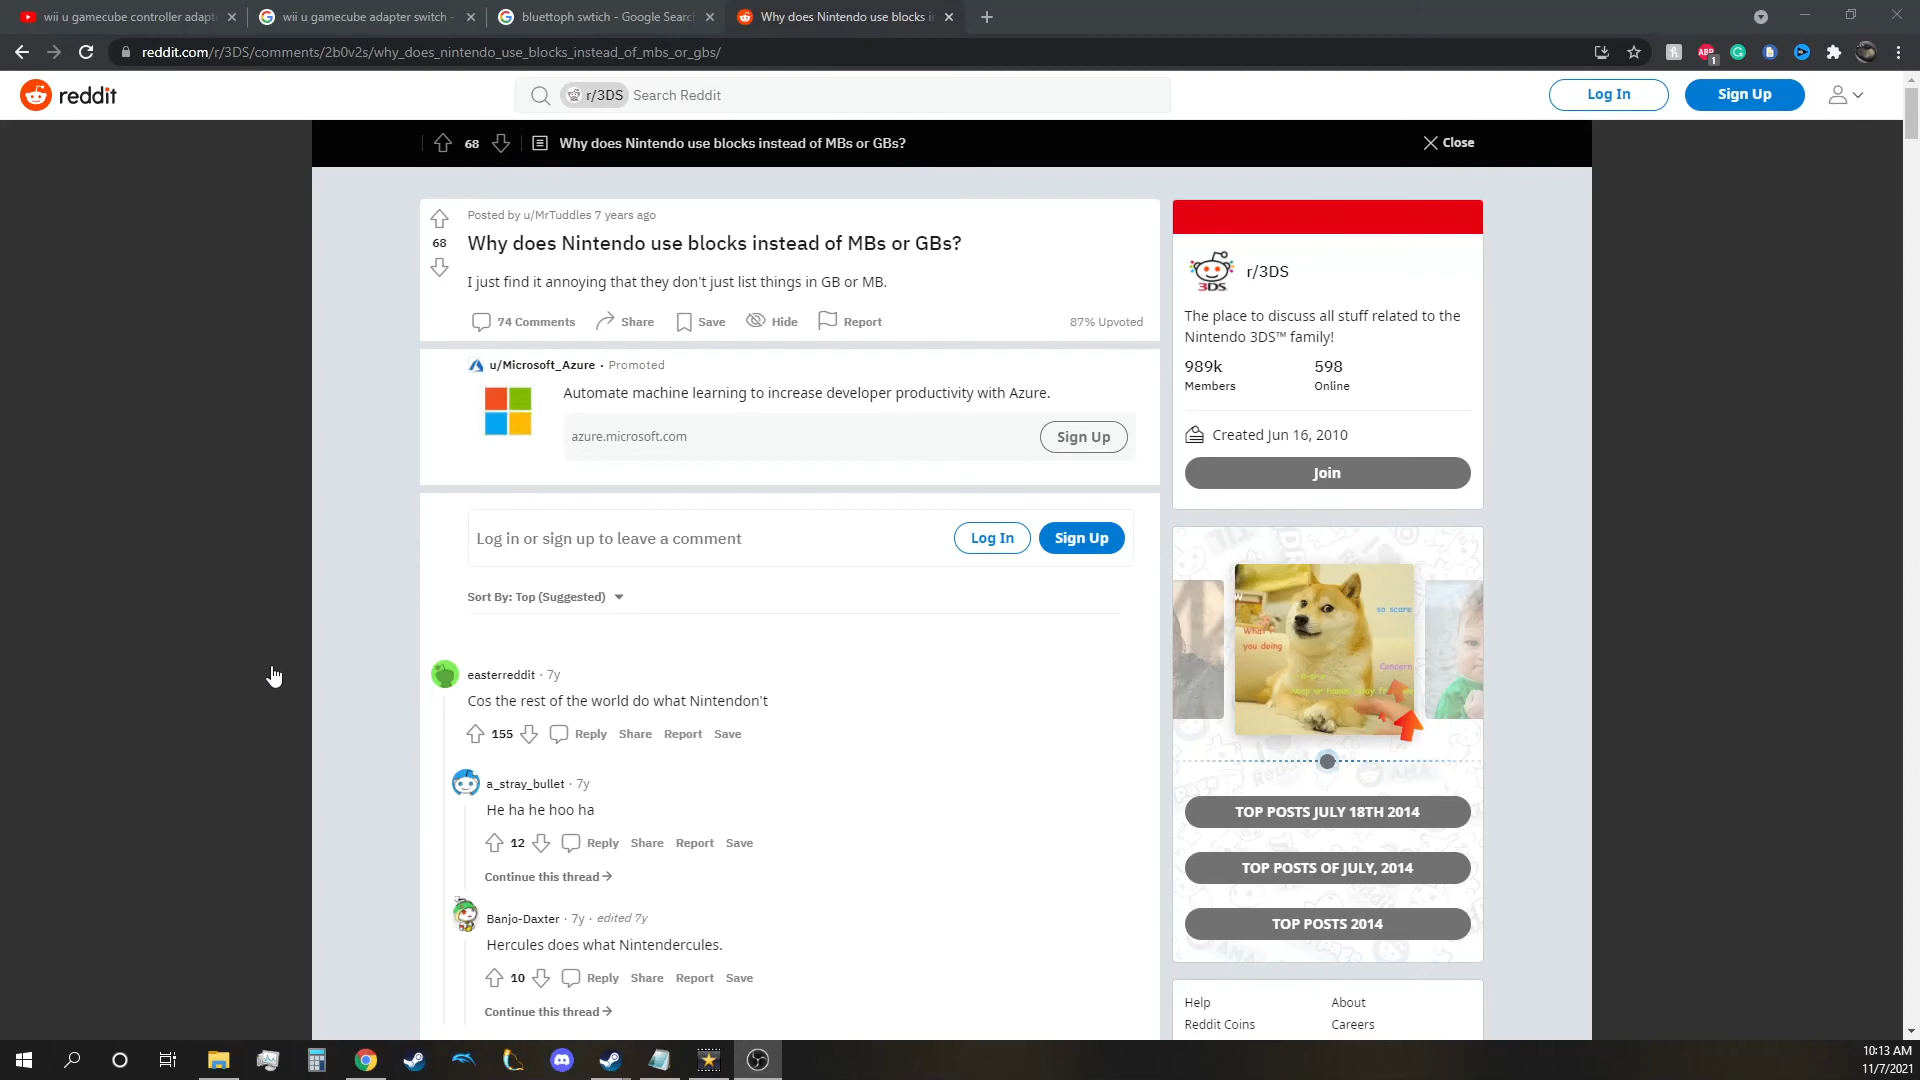 wii u gamecube controller adapt
wii u gamecube adapter switch -
bluettoph swtich - Google Searc
Why does Nintendo use blocks i
reddit.com/r/3DS/comments/2b0v2s/why_does_nintendo_use_blocks_instead_of_mbs_or_gbs/
ABP
1
reddit
r/3DS
Search Reddit
Log In
Sign Up
68
Why does Nintendo use blocks instead of MBs or GBs?
Close
Posted by u/MrTuddles 7 years ago
68
Why does Nintendo use blocks instead of MBs or GBs?
I just find it annoying that they don't just list things in GB or MB.
74 Comments
Share
Save
Hide
Report
87% Upvoted
u/Microsoft_Azure · Promoted
Automate machine learning to increase developer productivity with Azure.
azure.microsoft.com
Sign Up
Log in or sign up to leave a comment
Log In
Sign Up
Sort By: Top (Suggested)
easterreddit · 7y
Cos the rest of the world do what Nintendon't
155
Reply
Share
Report
Save
a_stray_bullet · 7y
He ha he hoo ha
12
Reply
Share
Report
Save
Continue this thread
Banjo-Daxter · 7y · edited 7y
Hercules does what Nintendercules.
10
Reply
Share
Report
Save
Continue this thread
3DS
r/3DS
The place to discuss all stuff related to the
Nintendo 3DS™ family!
989k
Members
598
Online
Created Jun 16, 2010
Join
so scare
What
you doing
Concern
TOP POSTS JULY 18TH 2014
TOP POSTS OF JULY, 2014
TOP POSTS 2014
Help
About
Reddit Coins
Careers
10:13 AM
11/7/2021